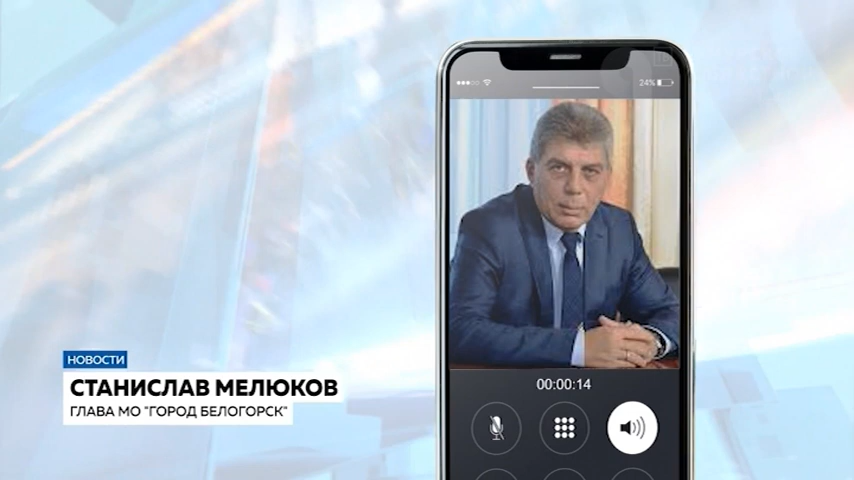 24%
НОВОСТИ
СТАНИСЛАВ МЕЛЮКОВ
ГЛАВА МО "ГОРОД БЕЛОГОРСК"
00:00:14